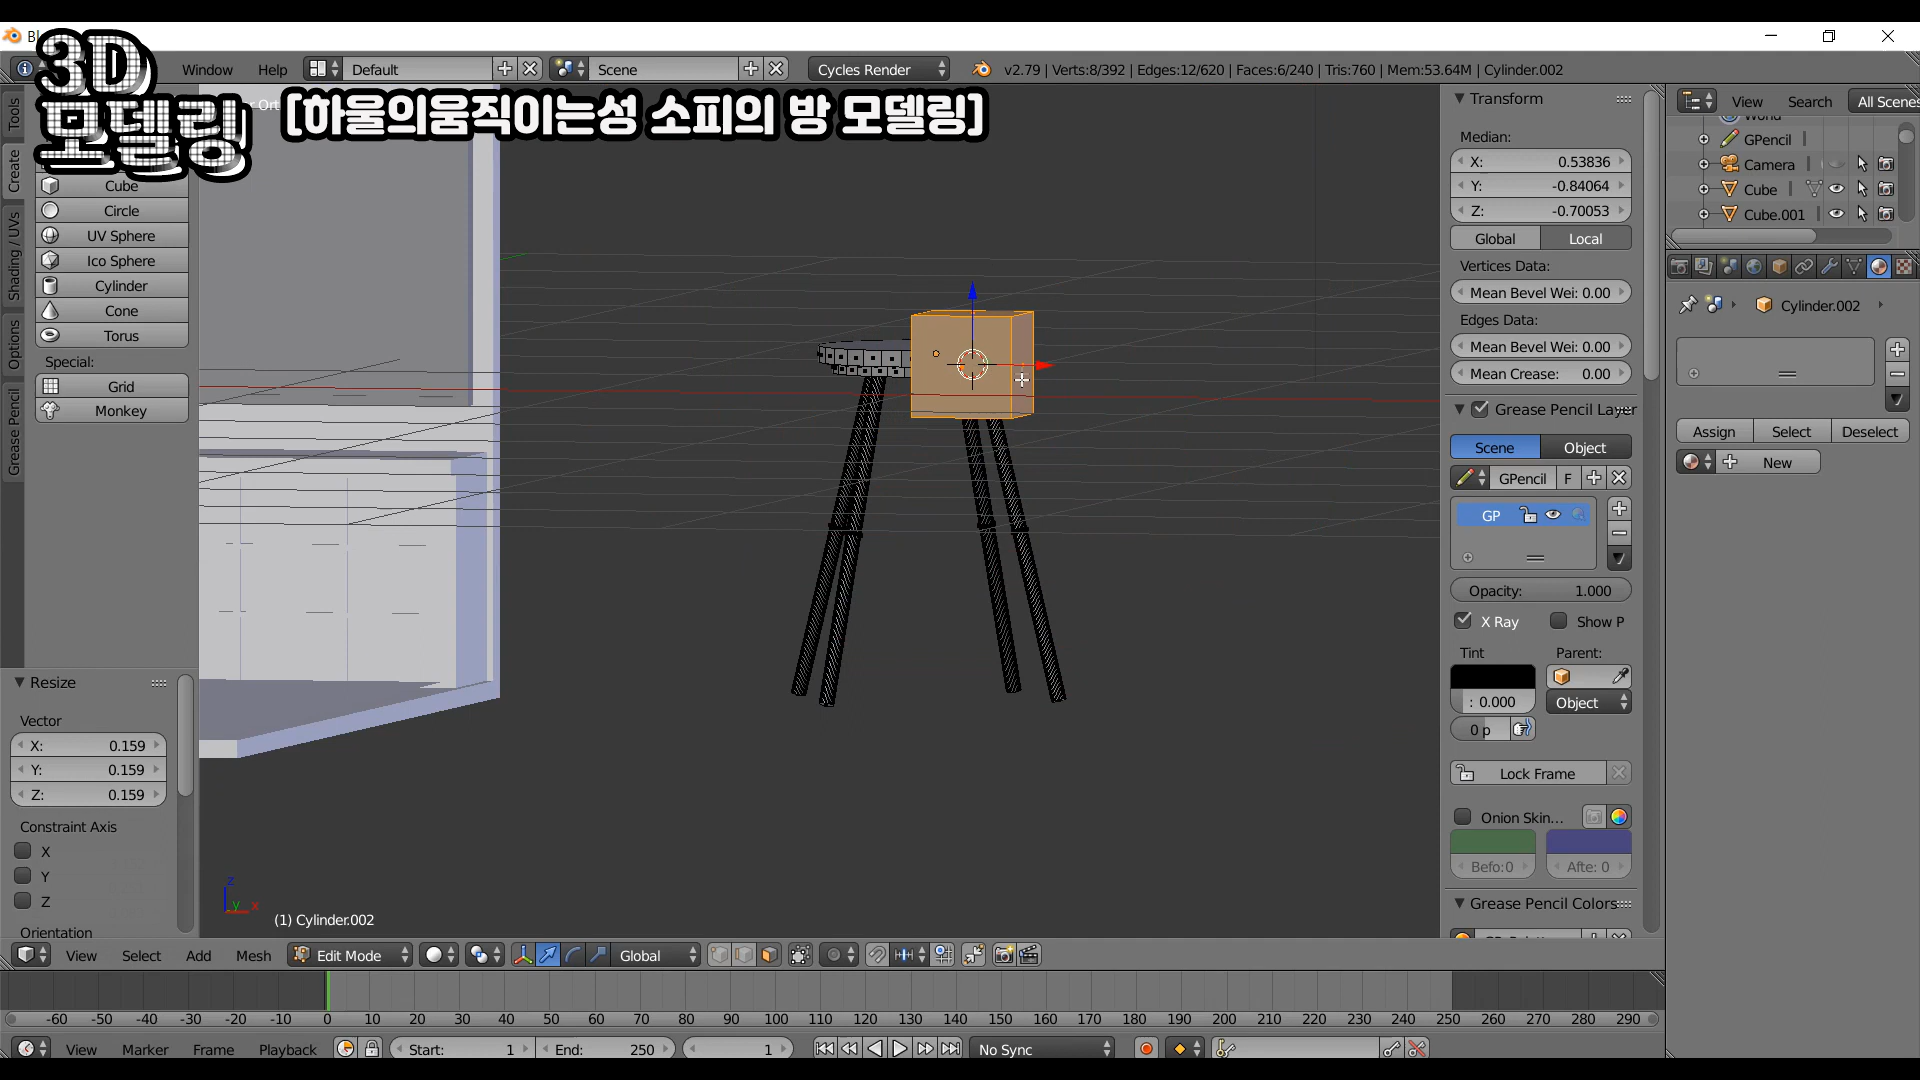 3D
모델링
[하울의움직이는성 소피의 방 모델링]
Window Help Default Scene Cycles Render v2.79 | Verts:8/392 | Edges:12/620 | Faces:6/240 | Tris:760 | Mem:53.64M | Cylinder.002
Tools
Create
Shading / UVs
Options
Grease Pencil
Cube
Circle
UV Sphere
Ico Sphere
Cylinder
Cone
Torus
Special:
Grid
Monkey
Resize
Vector
X: 0.159
Y: 0.159
Z: 0.159
Constraint Axis
X
Y
Z
Orientation
z
y x
(1) Cylinder.002
Transform
Median:
X: 0.53836
Y: -0.84064
Z: -0.70053
Global Local
Vertices Data:
Mean Bevel Wei: 0.00
Edges Data:
Mean Bevel Wei: 0.00
Mean Crease: 0.00
Grease Pencil Layer
Scene Object
GPencil F
GP
Opacity: 1.000
X Ray Show P
Tint Parent:
: 0.000 Object
0 p
Lock Frame
Onion Skin...
Befo:0 Afte: 0
Grease Pencil Colors
View Search All Scenes
World
GPencil
Camera
Cube
Cube.001
Cylinder.002
Assign Select Deselect
New
View Select Add Mesh Edit Mode Global
-60 -50 -40 -30 -20 -10 0 10 20 30 40 50 60 70 80 90 100 110 120 130 140 150 160 170 180 190 200 210 220 230 240 250 260 270 280 290
View Marker Frame Playback Start: 1 End: 250 1 No Sync